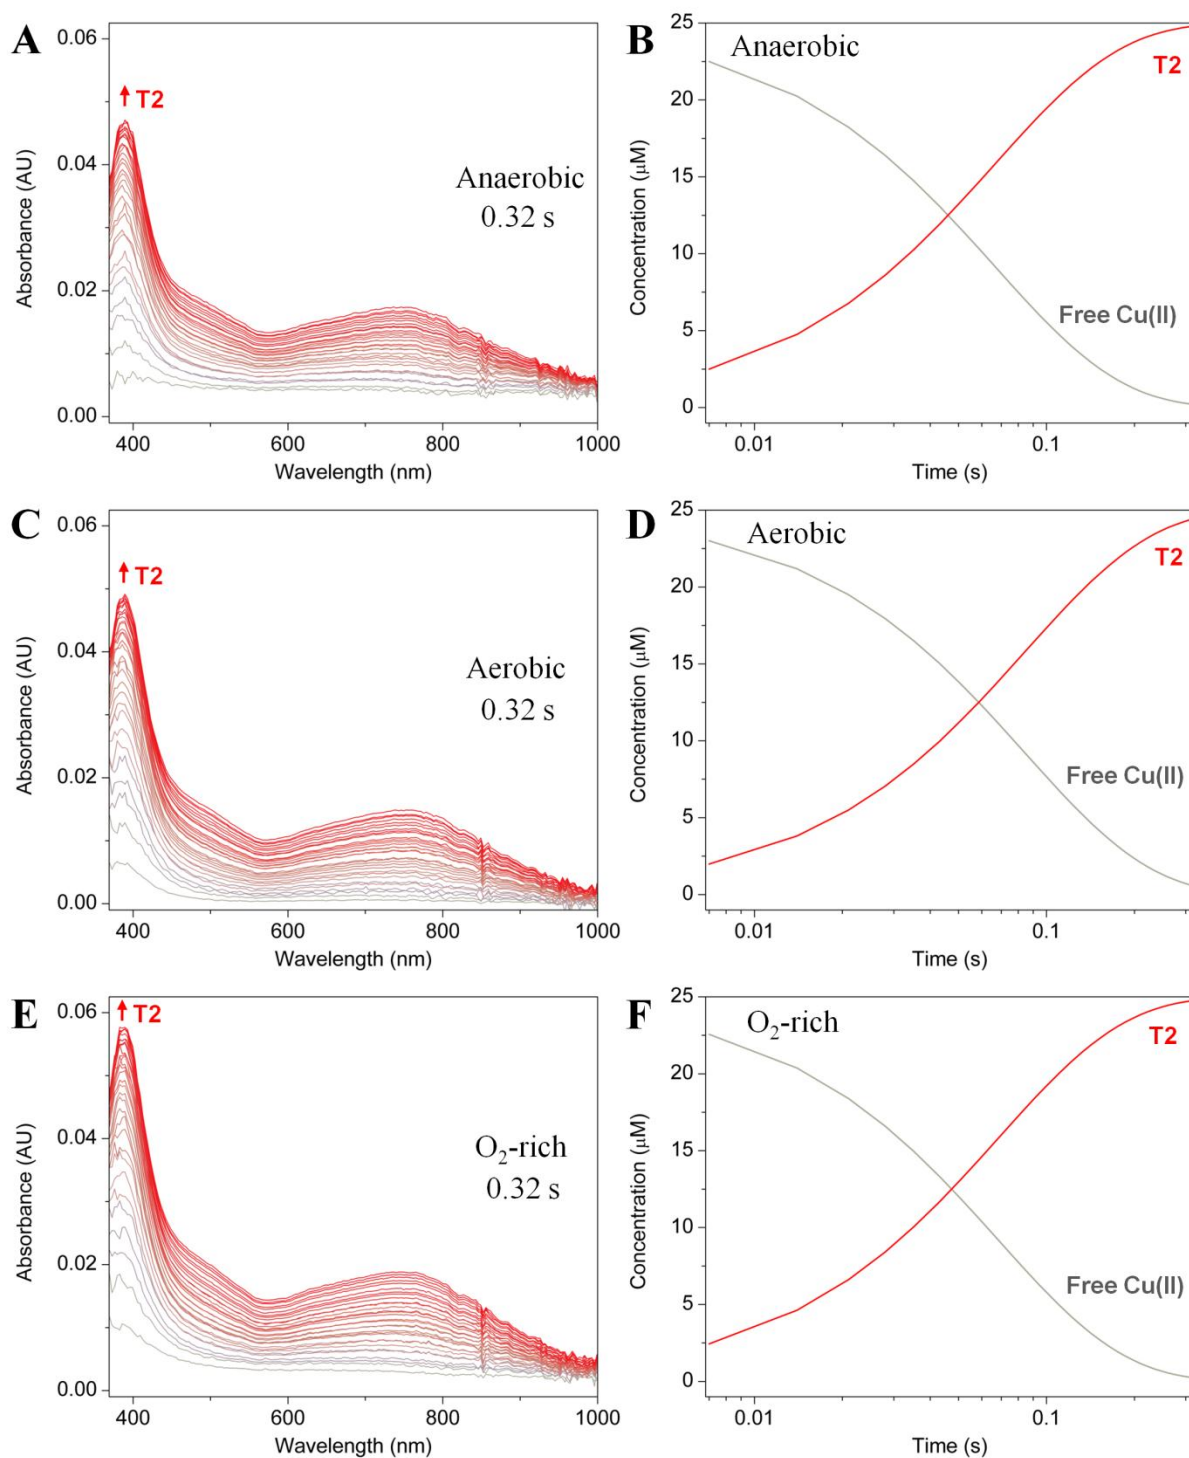 A
0.06
0.04
0.02
0.00
Absorbance (AU)
T2
Anaerobic
0.32 s
400
600
800
1000
Wavelength (nm)
B
25
20
15
10
5
0
Concentration (μM)
Anaerobic
T2
Free Cu(II)
0.01
0.1
Time (s)
C
0.06
0.04
0.02
0.00
Absorbance (AU)
T2
Aerobic
0.32 s
400
600
800
1000
Wavelength (nm)
D
25
20
15
10
5
0
Concentration (μM)
Aerobic
T2
Free Cu(II)
0.01
0.1
Time (s)
E
0.06
0.04
0.02
0.00
Absorbance (AU)
T2
O₂-rich
0.32 s
400
600
800
1000
Wavelength (nm)
F
25
20
15
10
5
0
Concentration (μM)
O₂-rich
T2
Free Cu(II)
0.01
0.1
Time (s)